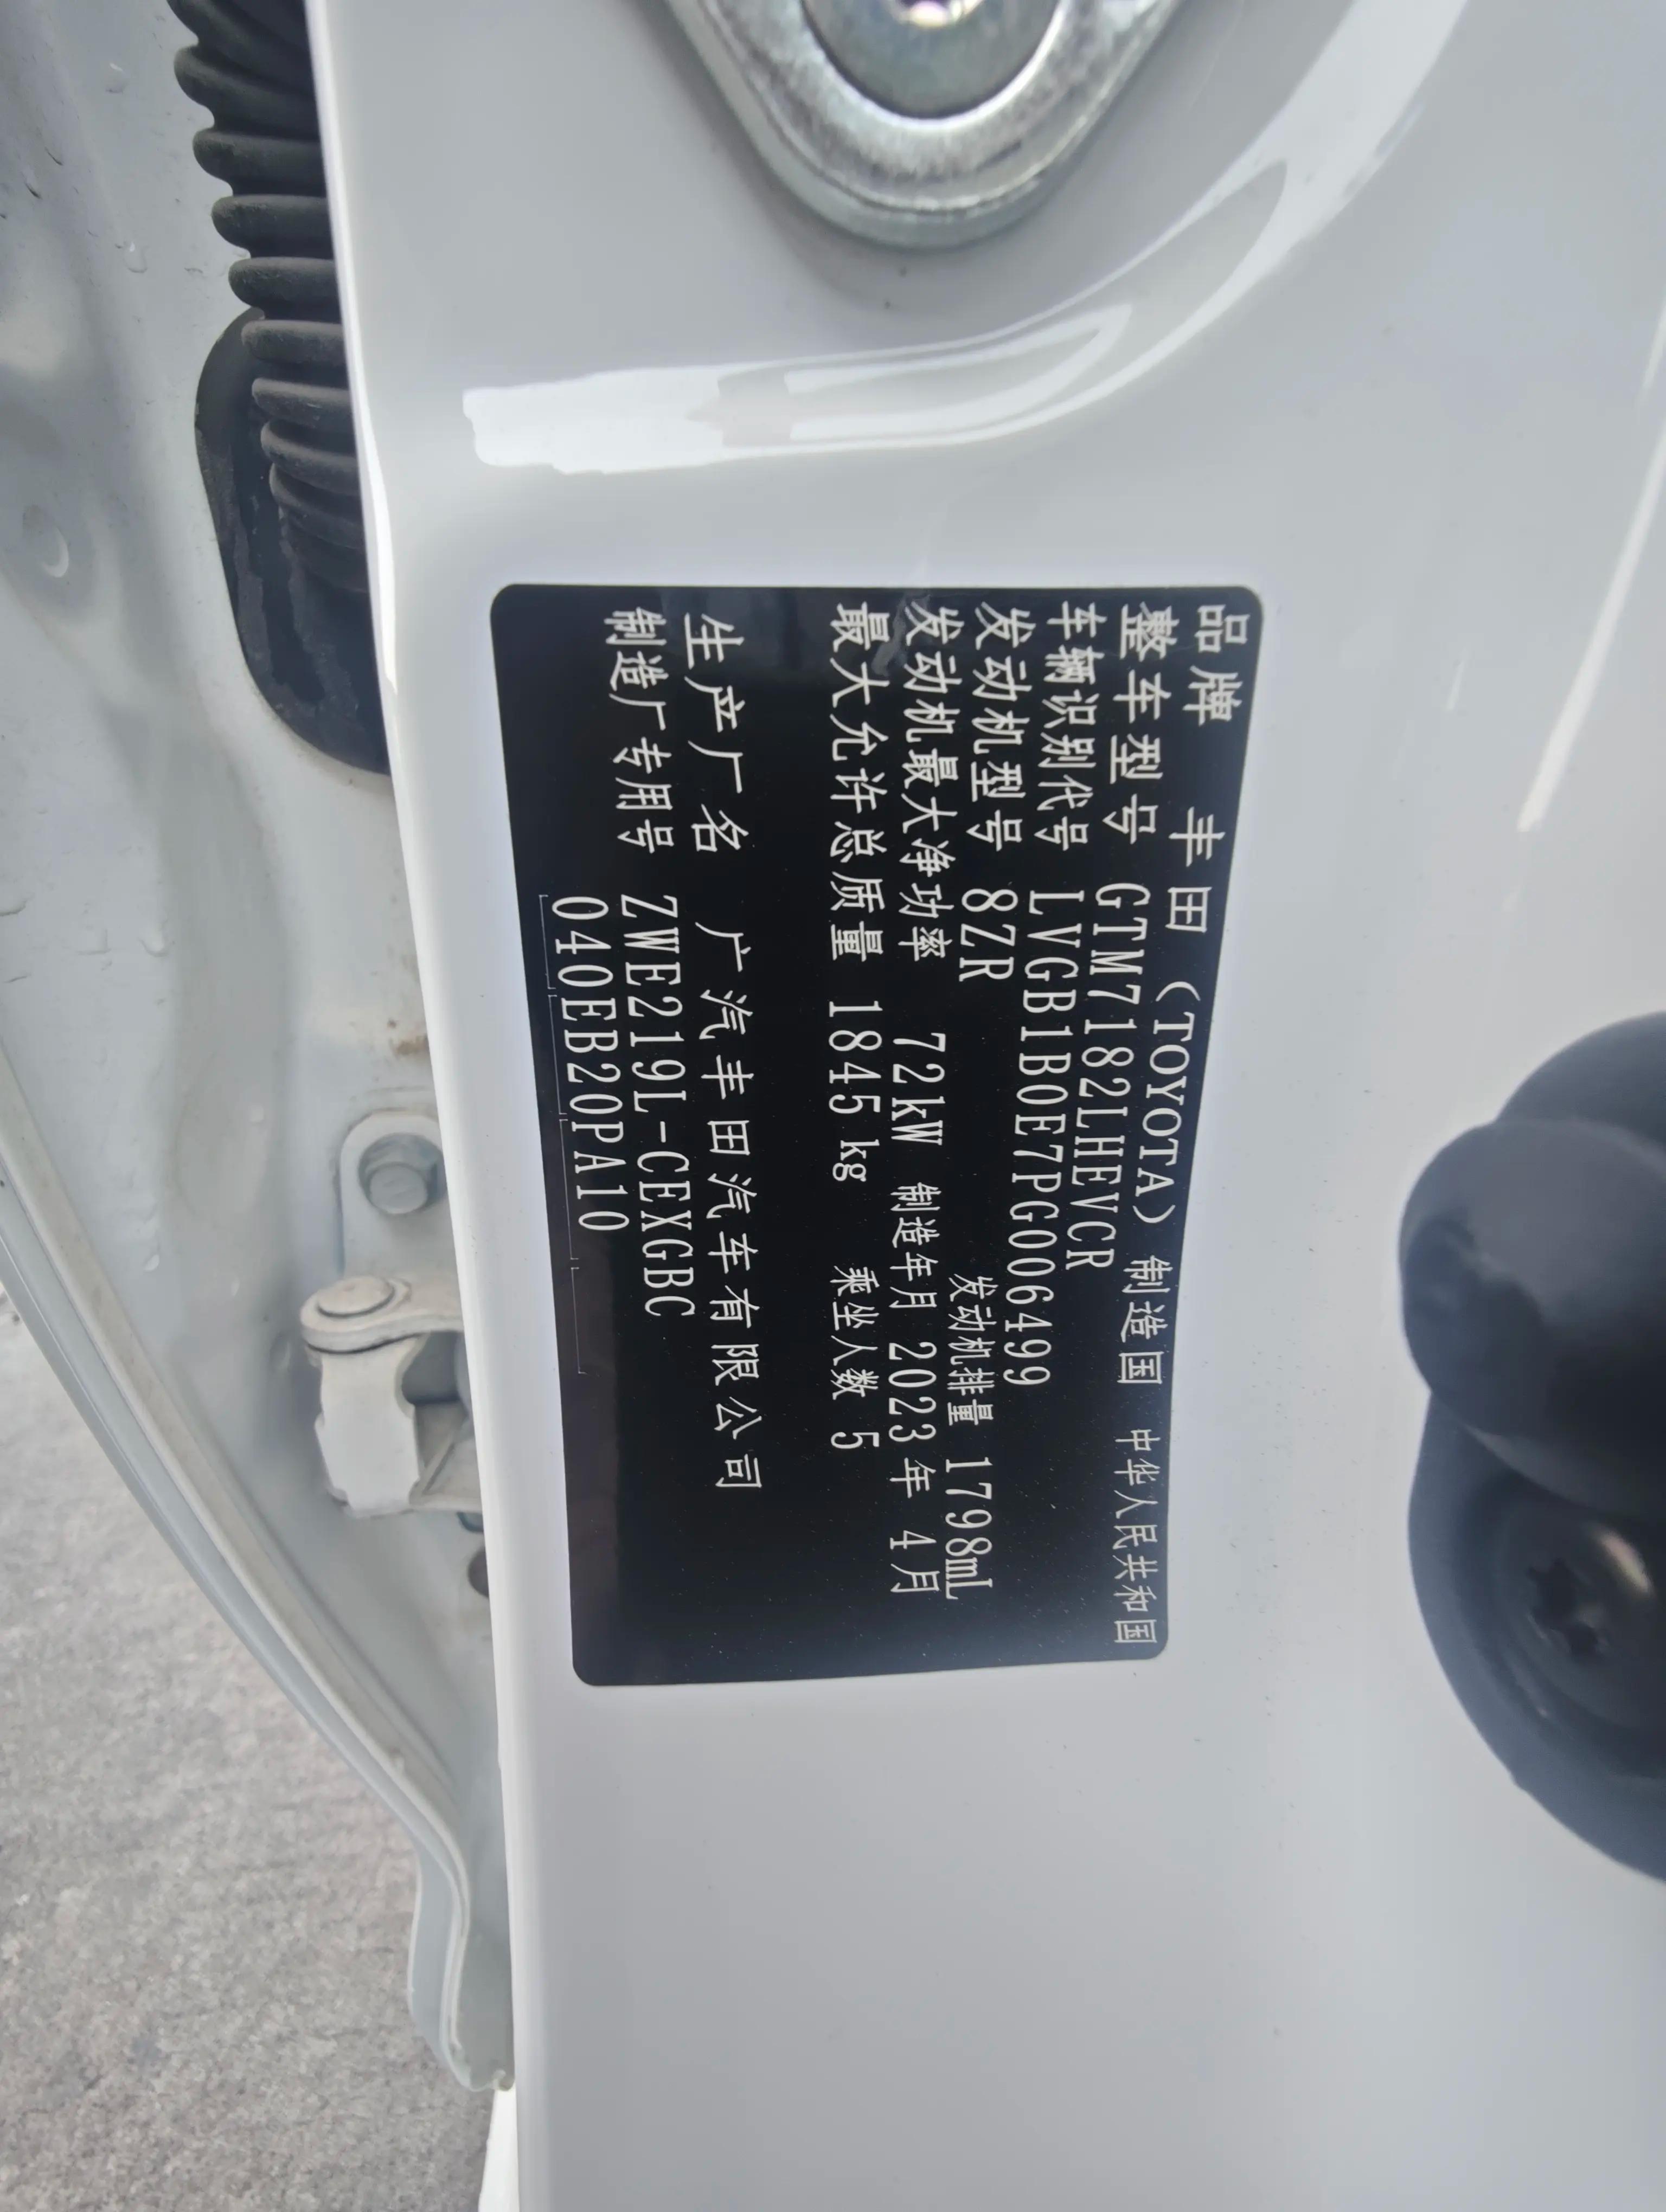 品牌 丰田（TOYOTA） 制造国 中华人民共和国
整车型号 GTM7182LHEVCR
车辆识别代号 LVGB1B0E7PG006499
发动机型号 8ZR 发动机排量 1798mL
发动机最大净功率 72kW 制造年月 2023年 4月
最大允许总质量 1845kg 乘坐人数 5
生产厂名 广汽丰田汽车有限公司
制造厂专用号 ZWE219L-CEXGBC
040EB20PA10